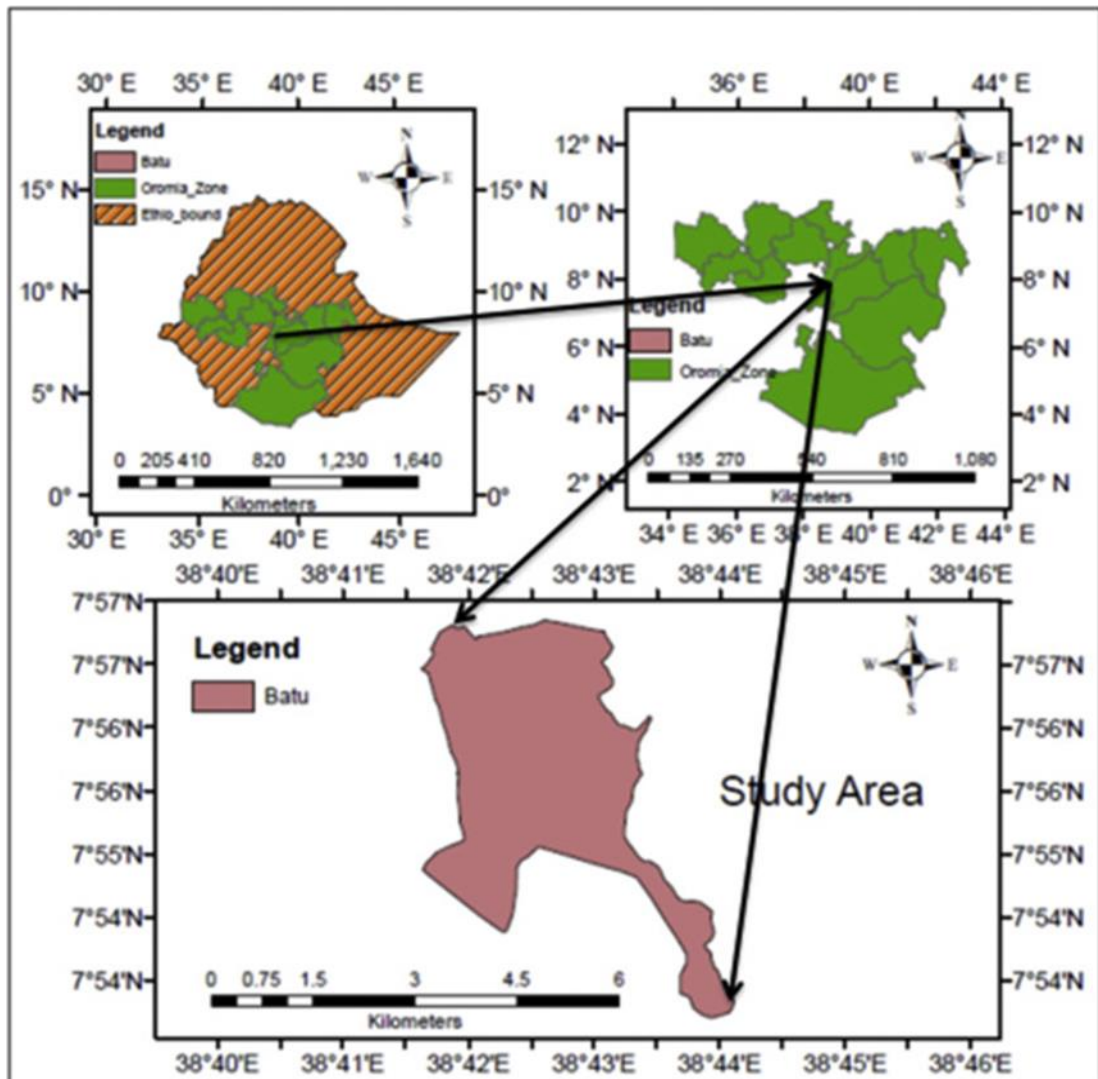 30° E 35° E 40° E 45° E
Legend
Batu
Oromia_Zone
Ethio_bound
N
W E
S
15° N 15° N
10° N 10° N
5° N 5° N
0° 0°
0 205 410 820 1,230 1,640
Kilometers
30° E 35° E 40° E 45° E
36° E 40° E 44° E
N
W E
S
12° N 12° N
10° N 10° N
8° N 8° N
6° N 6° N
4° N 4° N
2° N 2° N
Legend
Batu
Oromia_Zone
0 135 270 540 810 1,080
Kilometers
34° E 36° E 38° E 40° E 42° E 44° E
38°40'E 38°41'E 38°42'E 38°43'E 38°44'E 38°45'E 38°46'E
7°57'N
7°57'N 7°57'N
7°56'N 7°56'N
7°56'N 7°56'N
7°55'N 7°55'N
7°54'N 7°54'N
7°54'N 7°54'N
Legend
Batu
N
W E
S
Study Area
0 0.75 1.5 3 4.5 6
Kilometers
38°40'E 38°41'E 38°42'E 38°43'E 38°44'E 38°45'E 38°46'E